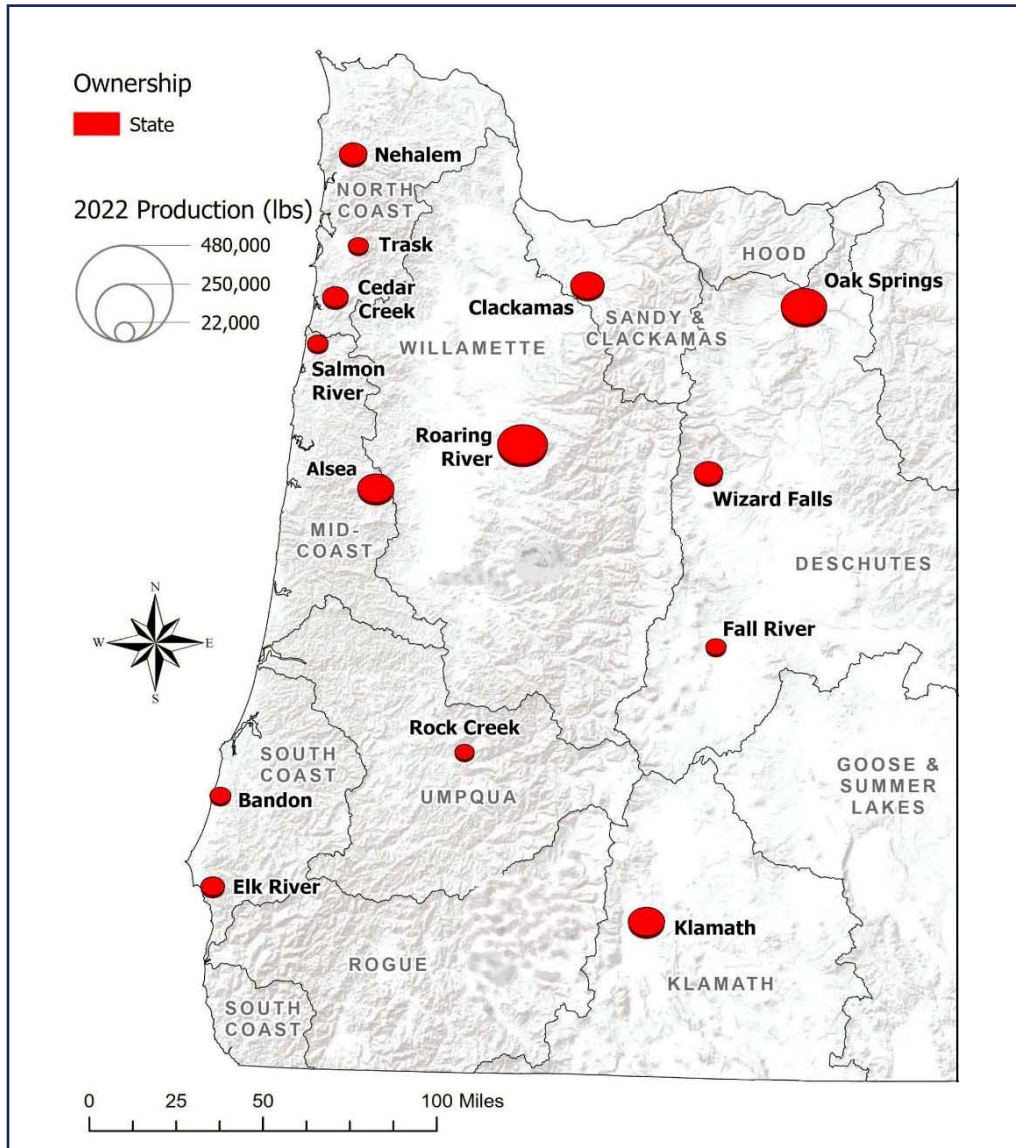 Ownership
State
Nehalem
NORTH
COAST
2022 Production (lbs)
480,000
250,000
22,000
Trask
Cedar
Creek
Salmon
River
Clackamas
HOOD
Oak Springs
SANDY &
CLACKAMAS
WILLAMETTE
Roaring
River
Alsea
Wizard Falls
MID-
COAST
DESCHUTES
N
W
E
S
Fall River
Rock Creek
SOUTH
COAST
UMPQUA
GOOSE &
SUMMER
LAKES
Bandon
Elk River
Klamath
ROGUE
KLAMATH
SOUTH
COAST
0 25 50 100 Miles